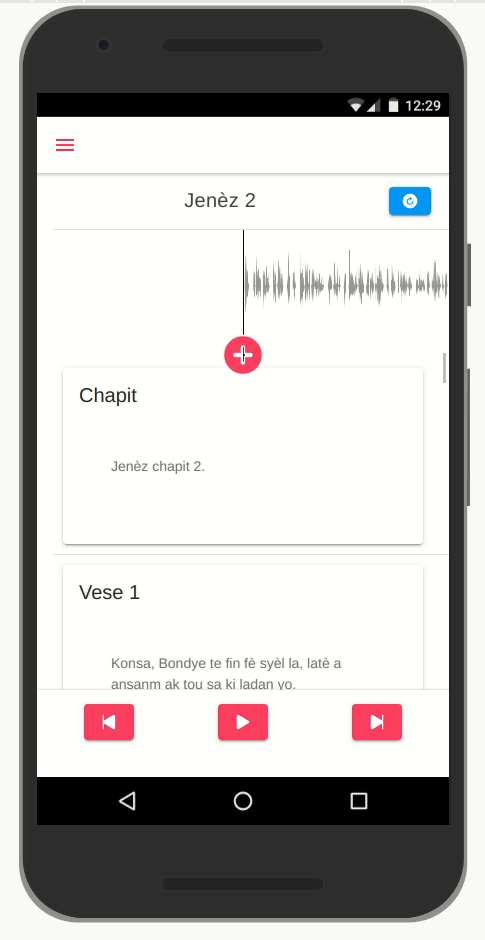 12:29
Jenèz 2
Chapit
Jenèz chapit 2.
Vese 1
Konsa, Bondye te fin fè syèl la, latè a
ansanm ak tou sa ki ladan yo.